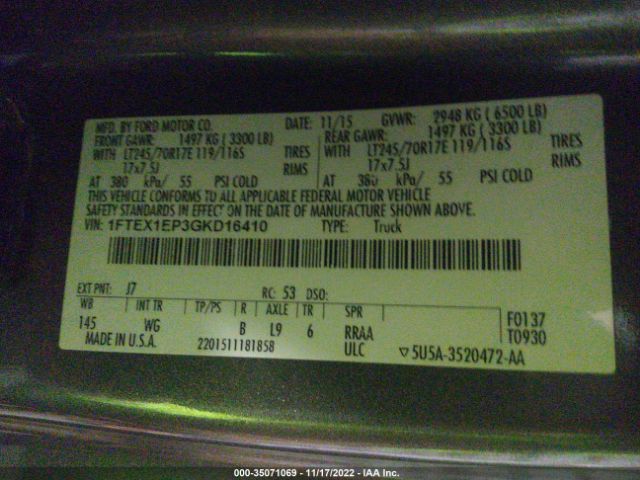 MFD. BY FORD MOTOR CO. DATE: 11/15 GVWR: 2948 KG ( 6500 LB)
FRONT GAWR: 1497 KG ( 3300 LB) REAR GAWR: 1497 KG ( 3300 LB)
WITH LT245/70R17E 119/116S TIRES WITH LT245/70R17E 119/116S TIRES
17x7.5J RIMS 17x7.5J RIMS
AT 380 kPa/ 55 PSI COLD AT 380 kPa/ 55 PSI COLD
THIS VEHICLE CONFORMS TO ALL APPLICABLE FEDERAL MOTOR VEHICLE
SAFETY STANDARDS IN EFFECT ON THE DATE OF MANUFACTURE SHOWN ABOVE.
VIN: 1FTEX1EP3GKD16410 TYPE: Truck
EXT PNT: J7 RC: 53 DSO:
WB INT TR TP/PS R AXLE TR SPR
145 WG B L9 6 RRAA F0137
T0930
MADE IN U.S.A. 2201511181858 ULC ▽5U5A-3520472-AA
000-35071069 - 11/17/2022 - IAA Inc.